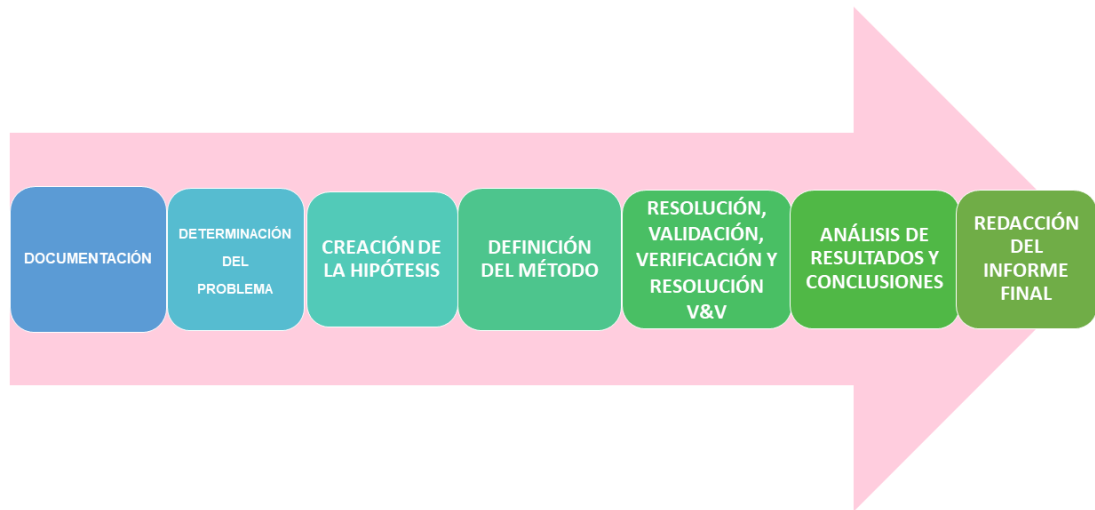 DOCUMENTACIÓN
DETERMINACIÓN
DEL
PROBLEMA
CREACIÓN DE
LA HIPÓTESIS
DEFINICIÓN
DEL MÉTODO
RESOLUCIÓN,
VALIDACIÓN,
VERIFICACIÓN Y
RESOLUCIÓN
V&V
ANÁLISIS DE
RESULTADOS Y
CONCLUSIONES
REDACCIÓN
DEL
INFORME
FINAL